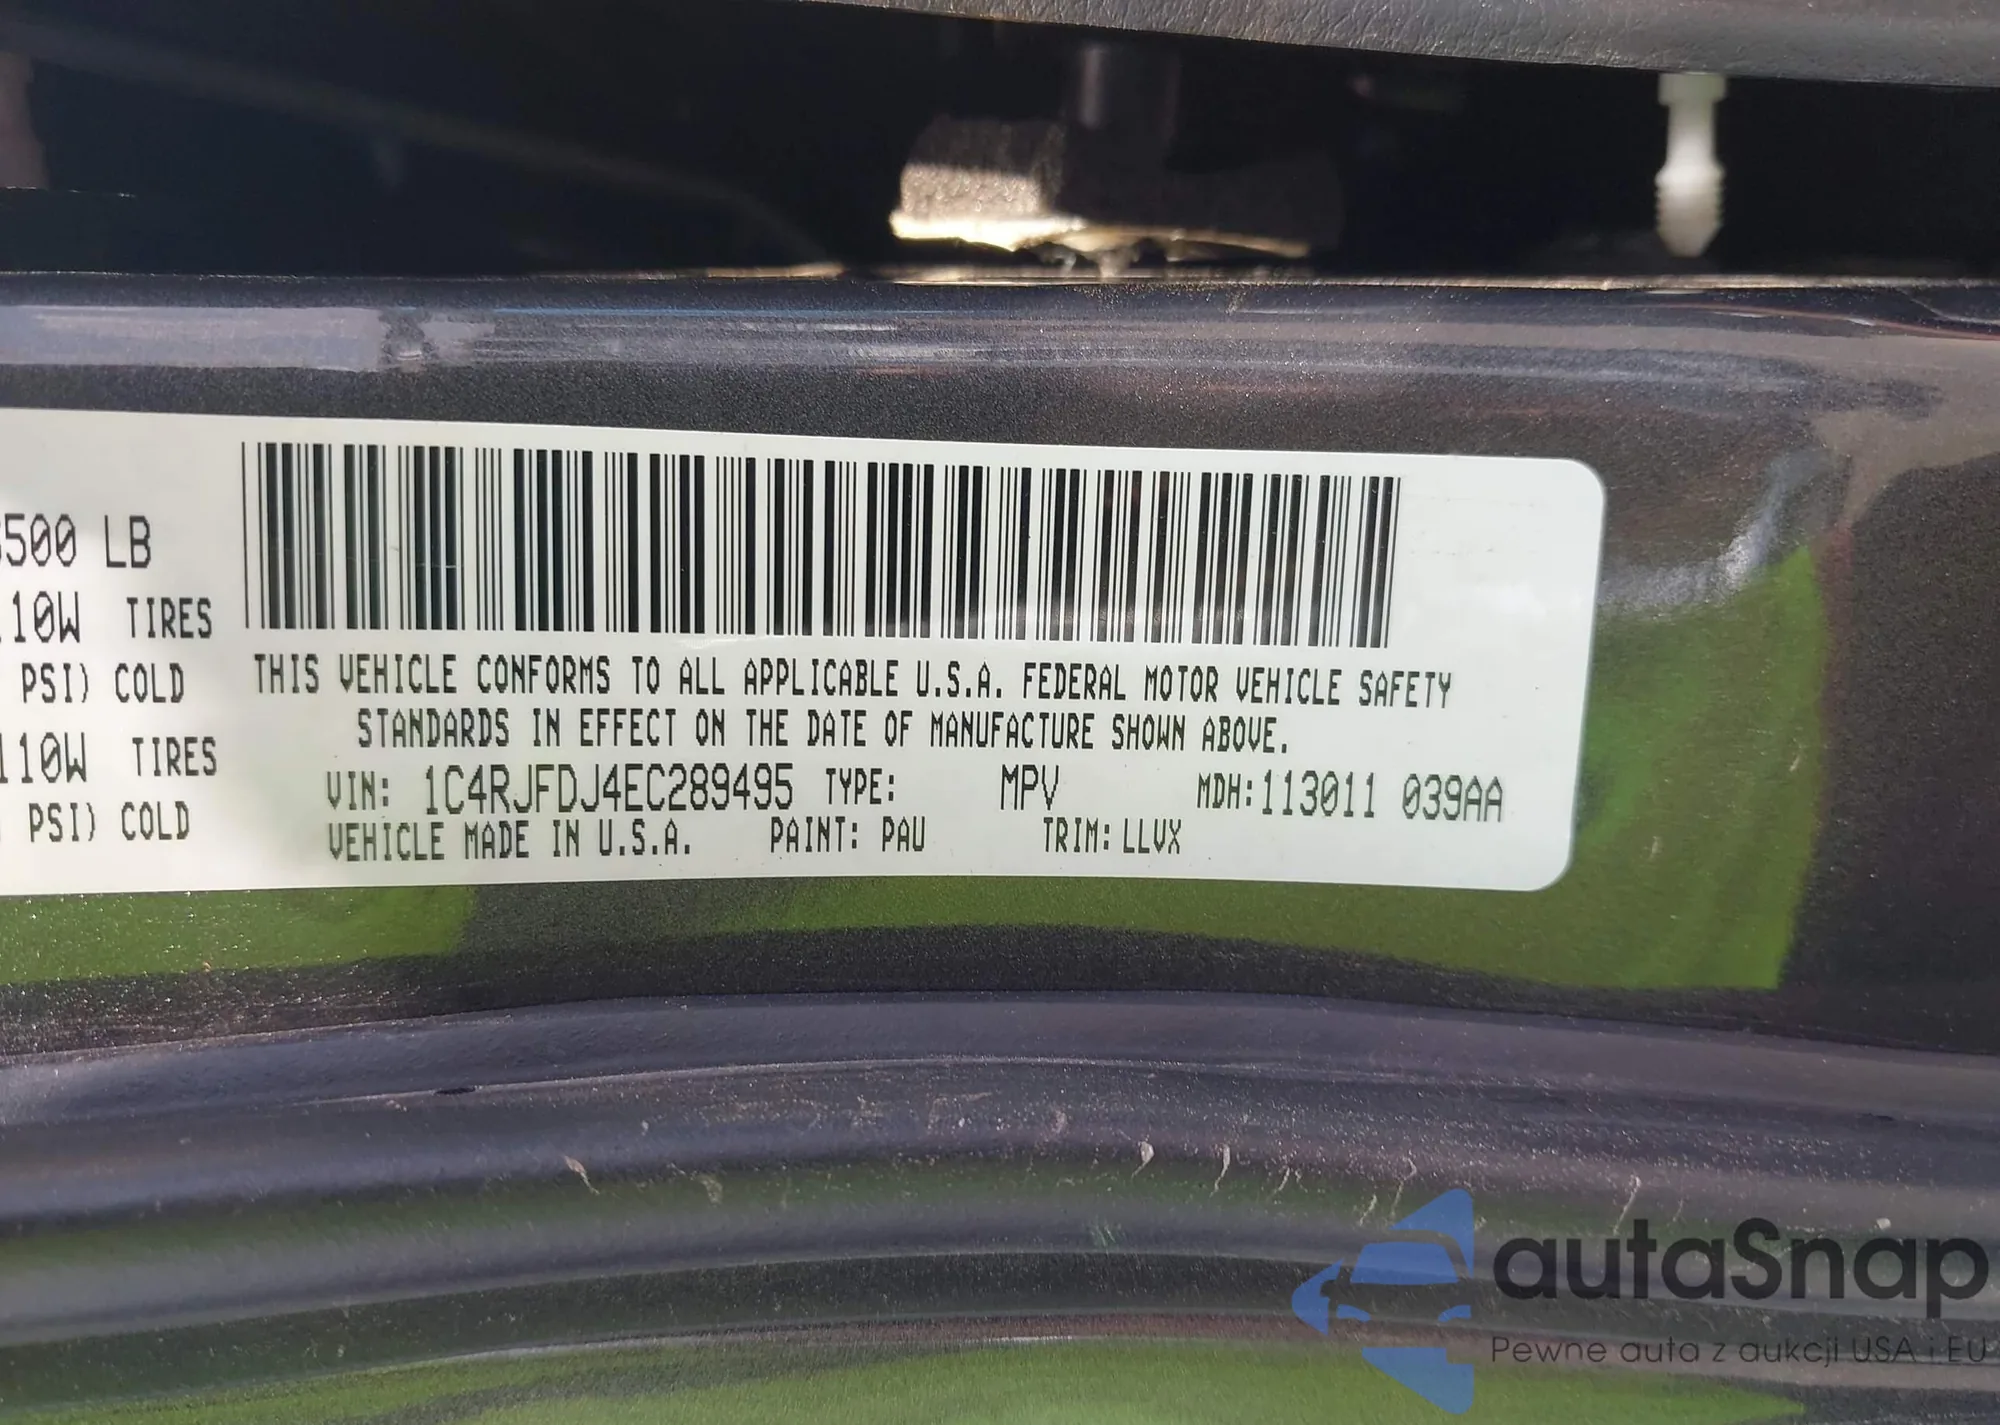 500 LB
10W TIRES
PSI) COLD
110W TIRES
PSI) COLD
THIS VEHICLE CONFORMS TO ALL APPLICABLE U.S.A. FEDERAL MOTOR VEHICLE SAFETY
STANDARDS IN EFFECT ON THE DATE OF MANUFACTURE SHOWN ABOVE.
VIN: 1C4RJFDJ4EC289495 TYPE: MPV MDH:113011 039AA
VEHICLE MADE IN U.S.A. PAINT: PAU TRIM: LLVX
autaSnap
Pewne auta z aukcji USA i EU